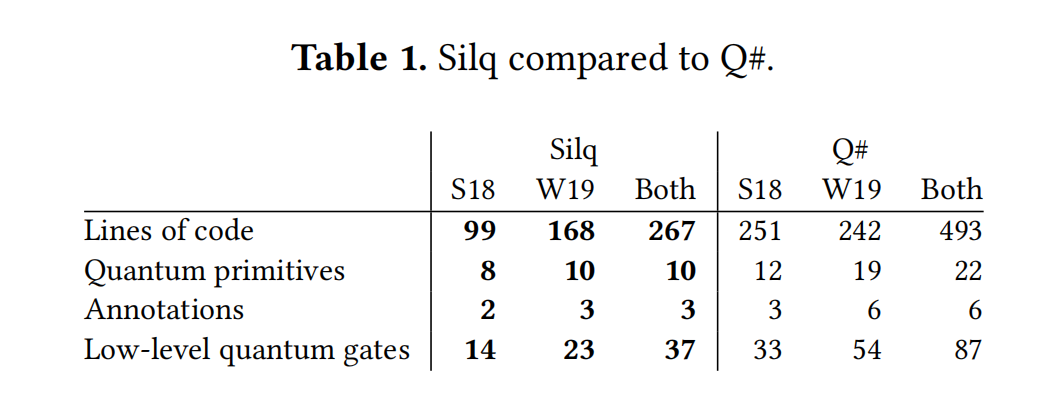 Table 1. Silq compared to Q#.
Silq Q#
S18 W19 Both S18 W19 Both
Lines of code 99 168 267 251 242 493
Quantum primitives 8 10 10 12 19 22
Annotations 2 3 3 3 6 6
Low-level quantum gates 14 23 37 33 54 87